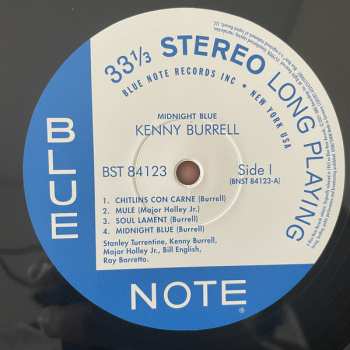 33 1/3 STEREO LONG PLAYING
BLUE NOTE RECORDS INC • NEW YORK USA
MIDNIGHT BLUE
KENNY BURRELL
BST 84123
Side I
(BNST 84123-A)
1. CHITLINS CON CARNE (Burrell)
2. MULE (Major Holley Jr.)
3. SOUL LAMENT (Burrell)
4. MIDNIGHT BLUE (Burrell)
Stanley Turrentine, Kenny Burrell,
Major Holley Jr., Bill English,
Ray Barretto.
BLUE
NOTE
®